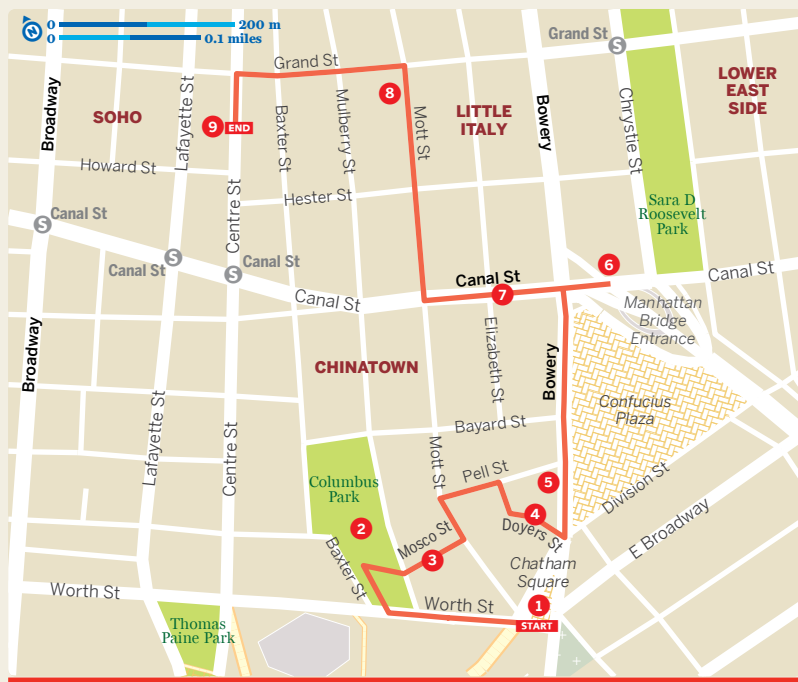 N
0 200 m
0 0.1 miles
Grand St
S
LOWER
EAST
SIDE
Grand St
Broadway
Lafayette St
SOHO
8
LITTLE
ITALY
Bowery
Chrystie St
9 END
Baxter St
Mulberry St
Mott St
Howard St
Centre St
Hester St
Sara D
Roosevelt
Park
S Canal St
Canal St S
S Canal St
6
Canal St
Canal St
Canal St
7
Manhattan
Bridge
Entrance
Broadway
Elizabeth St
CHINATOWN
Bowery
Confucius
Plaza
Lafayette St
Centre St
Bayard St
Mott St
Pell St
Columbus
Park
5
Division St
2
4
Doyers St
E Broadway
Mosco St
3
Baxter St
Chatham
Square
Worth St
Worth St
1
START
Thomas
Paine Park